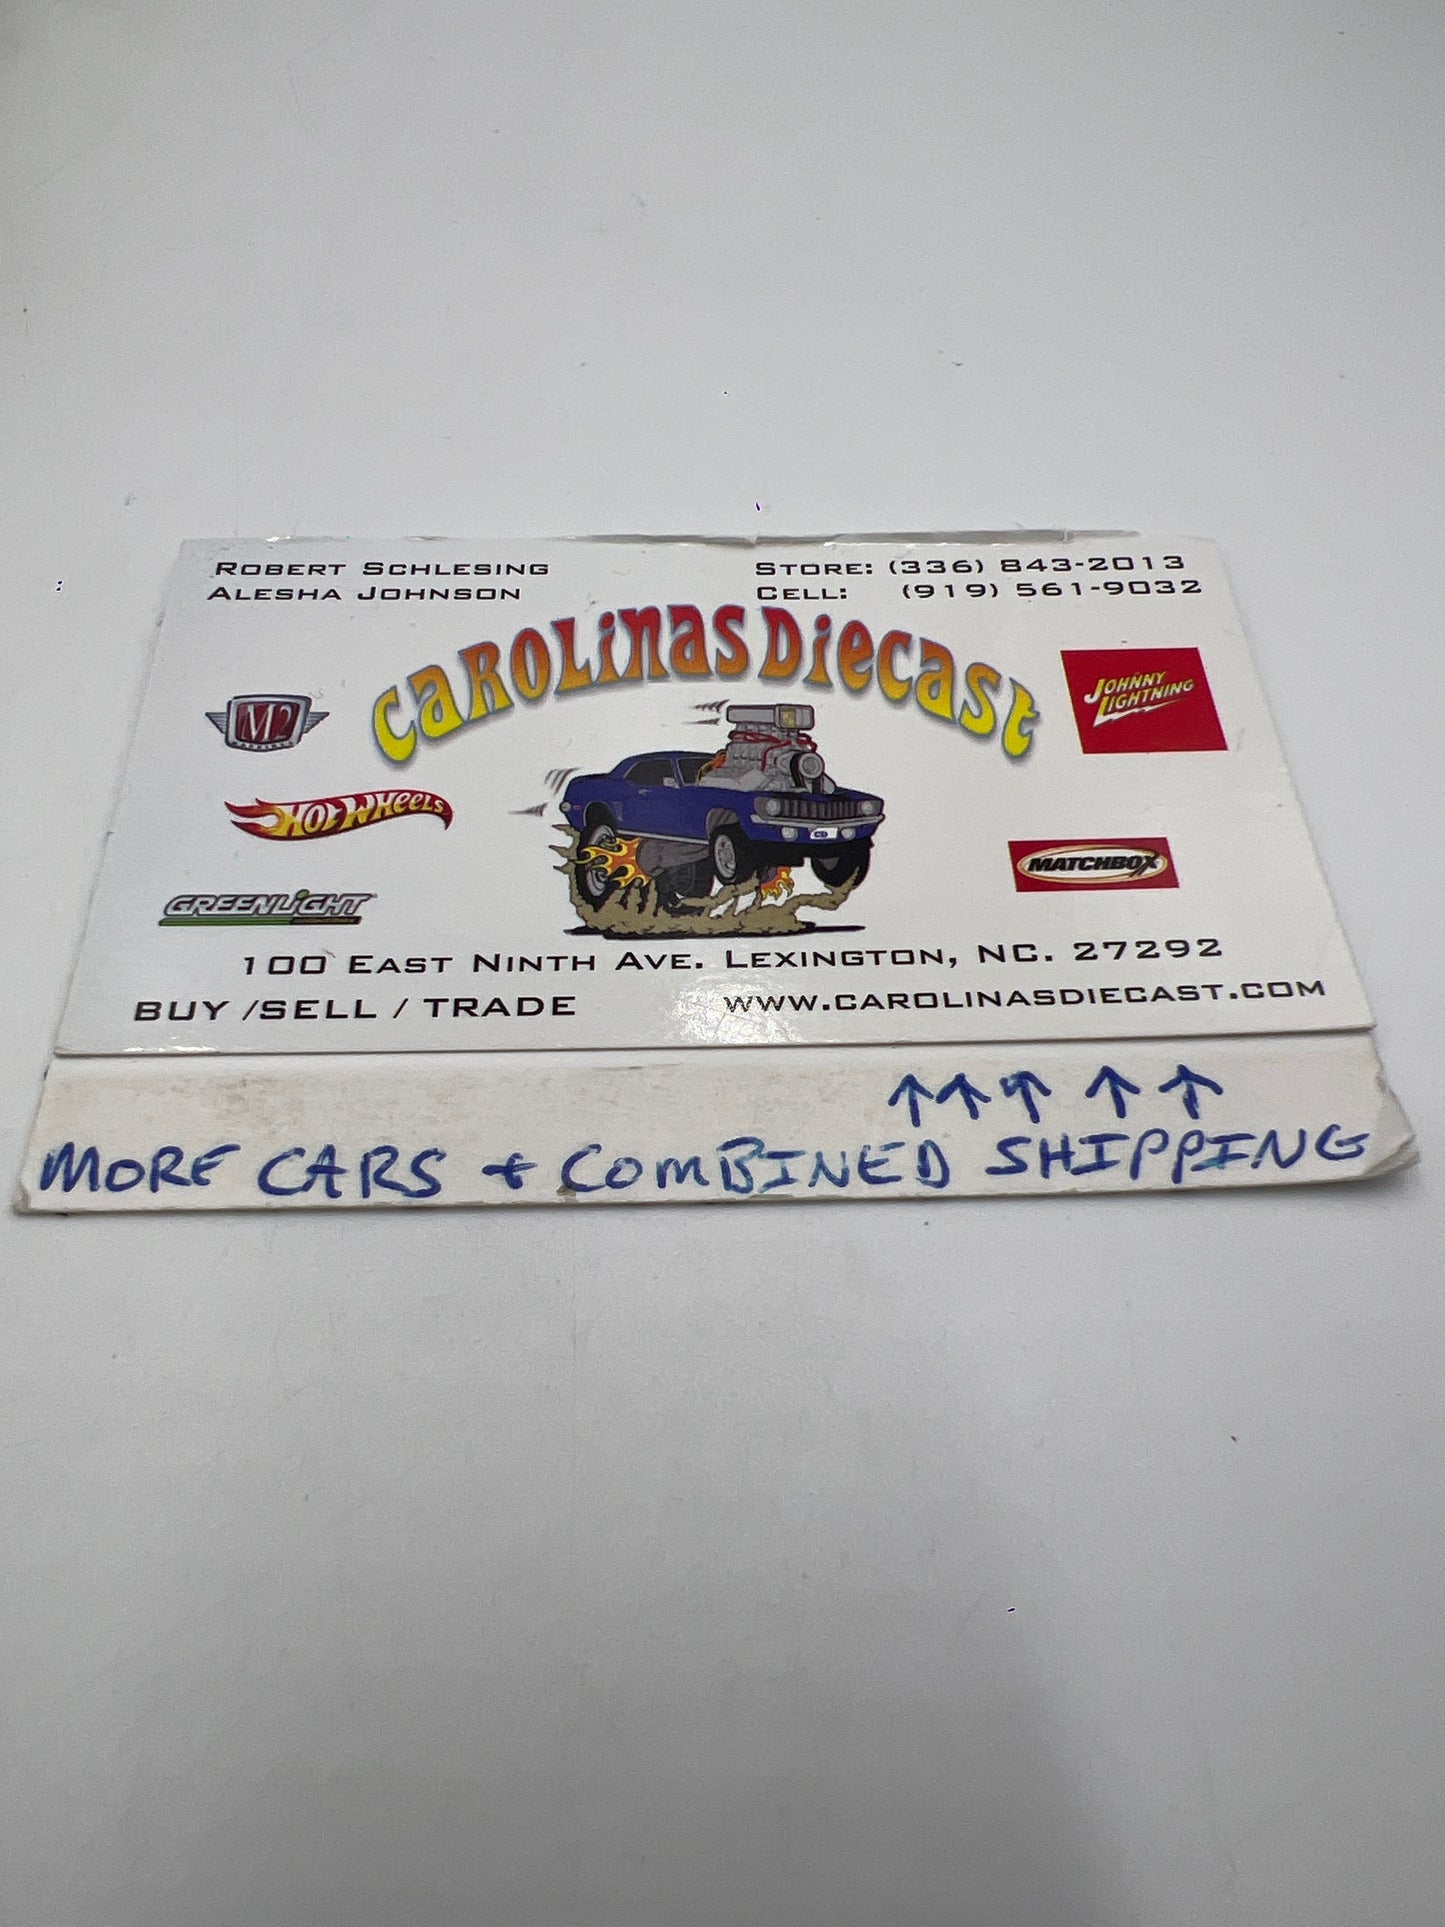 ROBERT SCHLESING
ALESHA JOHNSON
STORE: (336) 843-2013
CELL: (919) 561-9032
CAROLINAS DIECAST
M2
JOHNNY
LIGHTNING
HOT WHEELS
MATCHBOX
GREENLIGHT
100 EAST NINTH AVE. LEXINGTON, NC. 27292
BUY /SELL / TRADE
WWW.CAROLINASDIECAST.COM
↑ ↑ ↑ ↑ ↑
MORE CARS + COMBINED SHIPPING